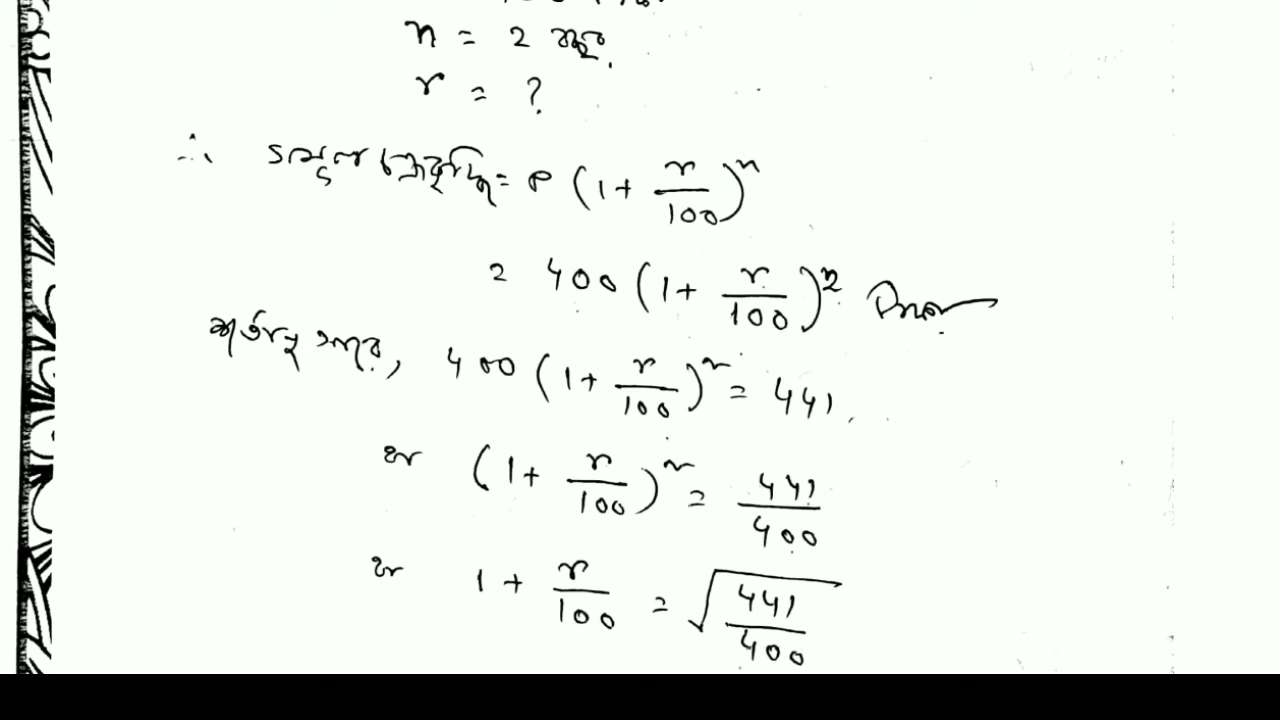 n = 2 বছর
r = ?
∴ সমূল চক্রবৃদ্ধি = P (1 + r/100)^n
= 400 (1 + r/100)^2 টাকা
শর্তানুসারে, 400 (1 + r/100)^2 = 441
বা (1 + r/100)^2 = 441/400
বা 1 + r/100 = √(441/400)